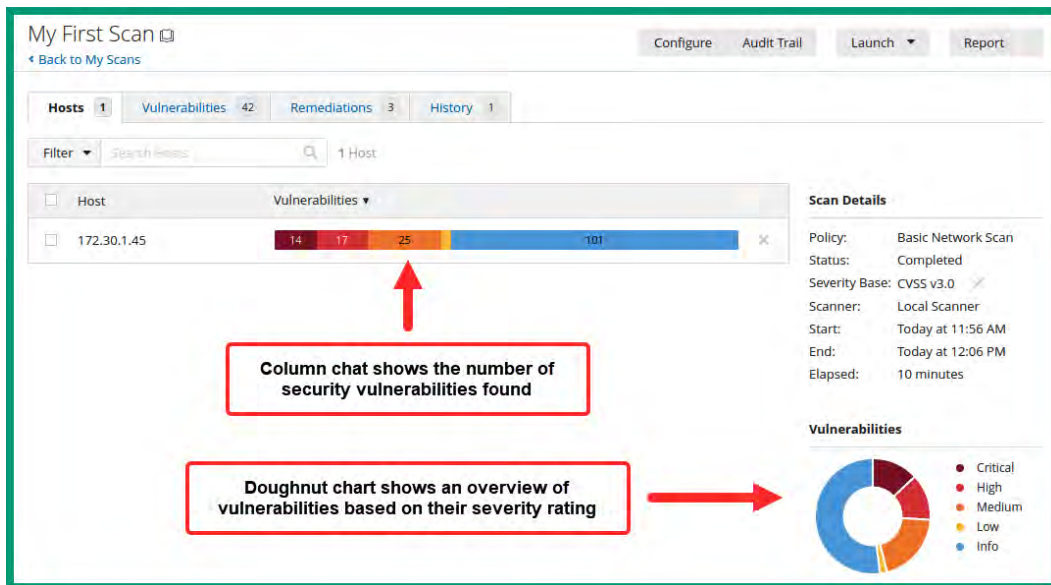 My First Scan
Back to My Scans
Configure
Audit Trail
Launch
Report
Hosts 1
Vulnerabilities 42
Remediations 3
History 1
Filter
Search Hosts
1 Host
Host
Vulnerabilities
172.30.1.45
14
17
25
101
Column chat shows the number of
security vulnerabilities found
Scan Details
Policy: Basic Network Scan
Status: Completed
Severity Base: CVSS v3.0
Scanner: Local Scanner
Start: Today at 11:56 AM
End: Today at 12:06 PM
Elapsed: 10 minutes
Vulnerabilities
Doughnut chart shows an overview of
vulnerabilities based on their severity rating
Critical
High
Medium
Low
Info